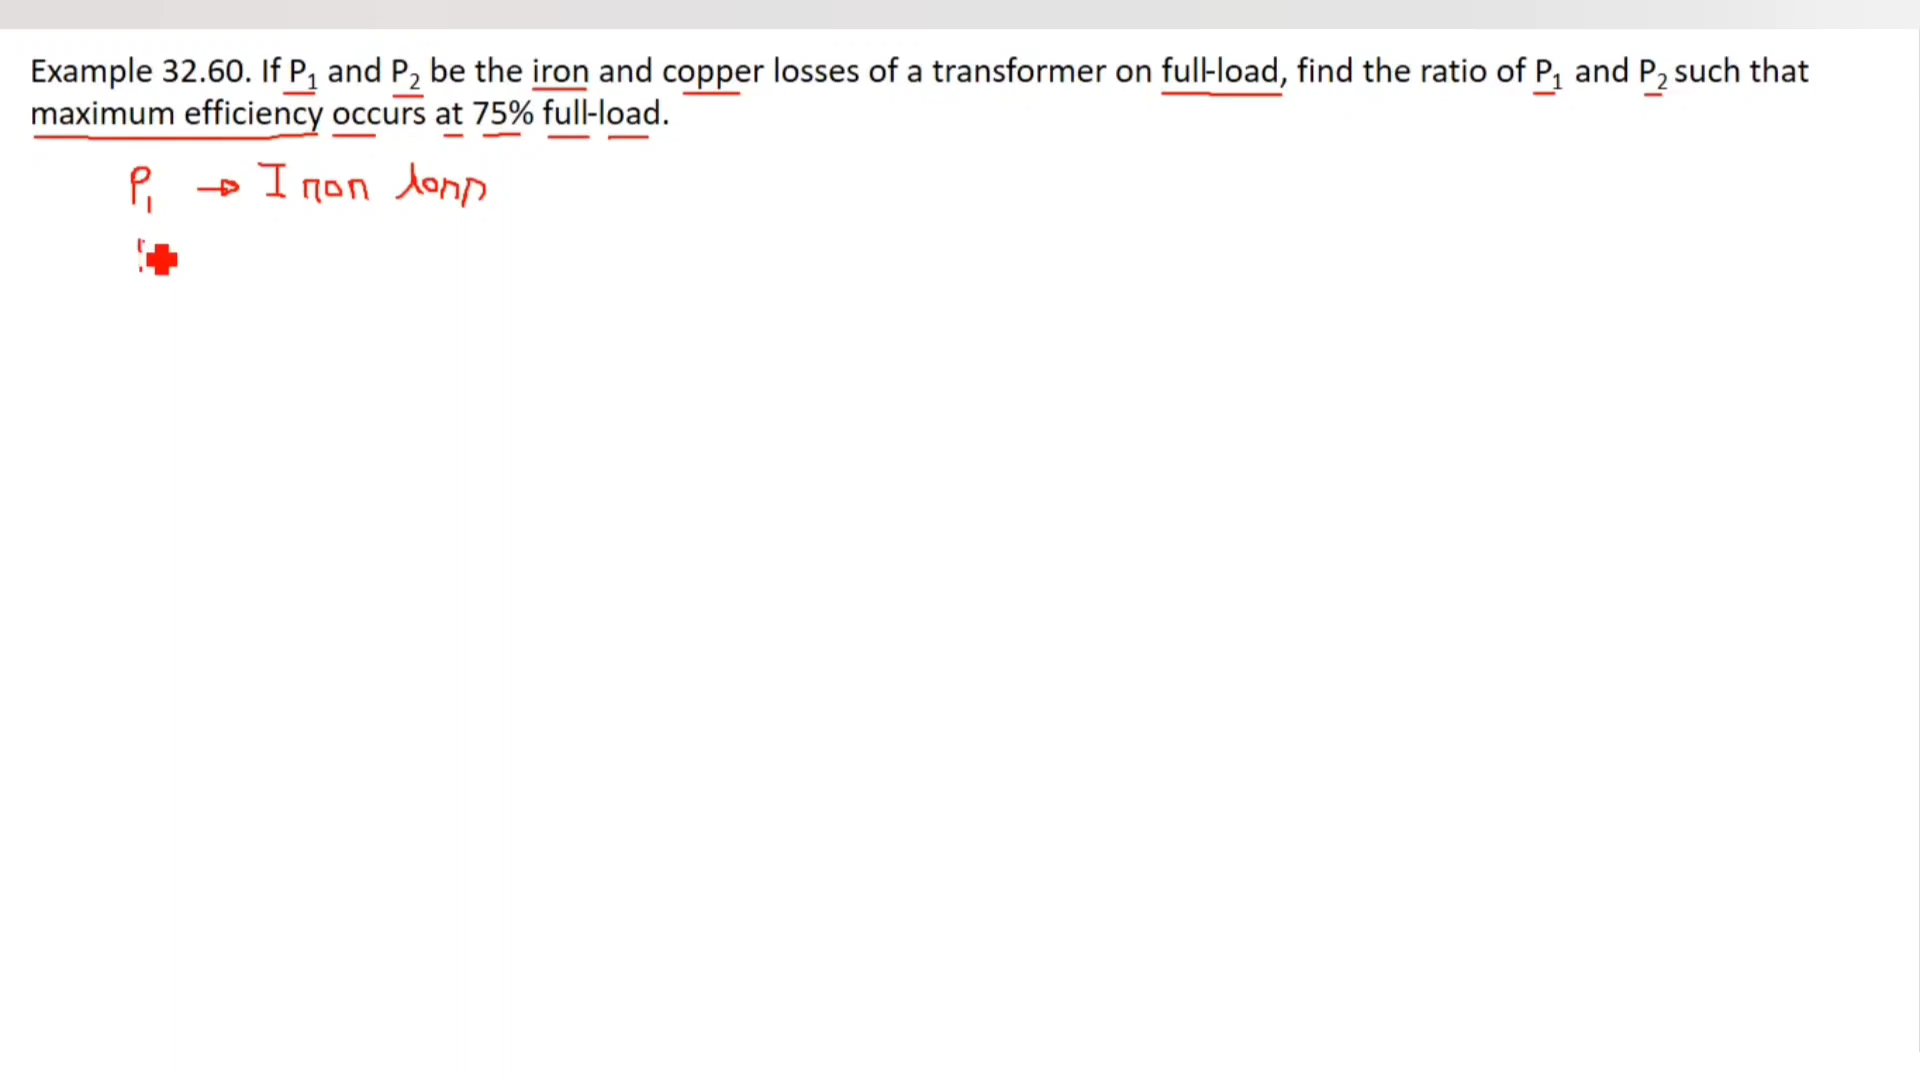 Example 32.60. If P₁ and P₂ be the iron and copper losses of a transformer on full-load, find the ratio of P₁ and P₂ such that
maximum efficiency occurs at 75% full-load.
P₁ → Iron loss